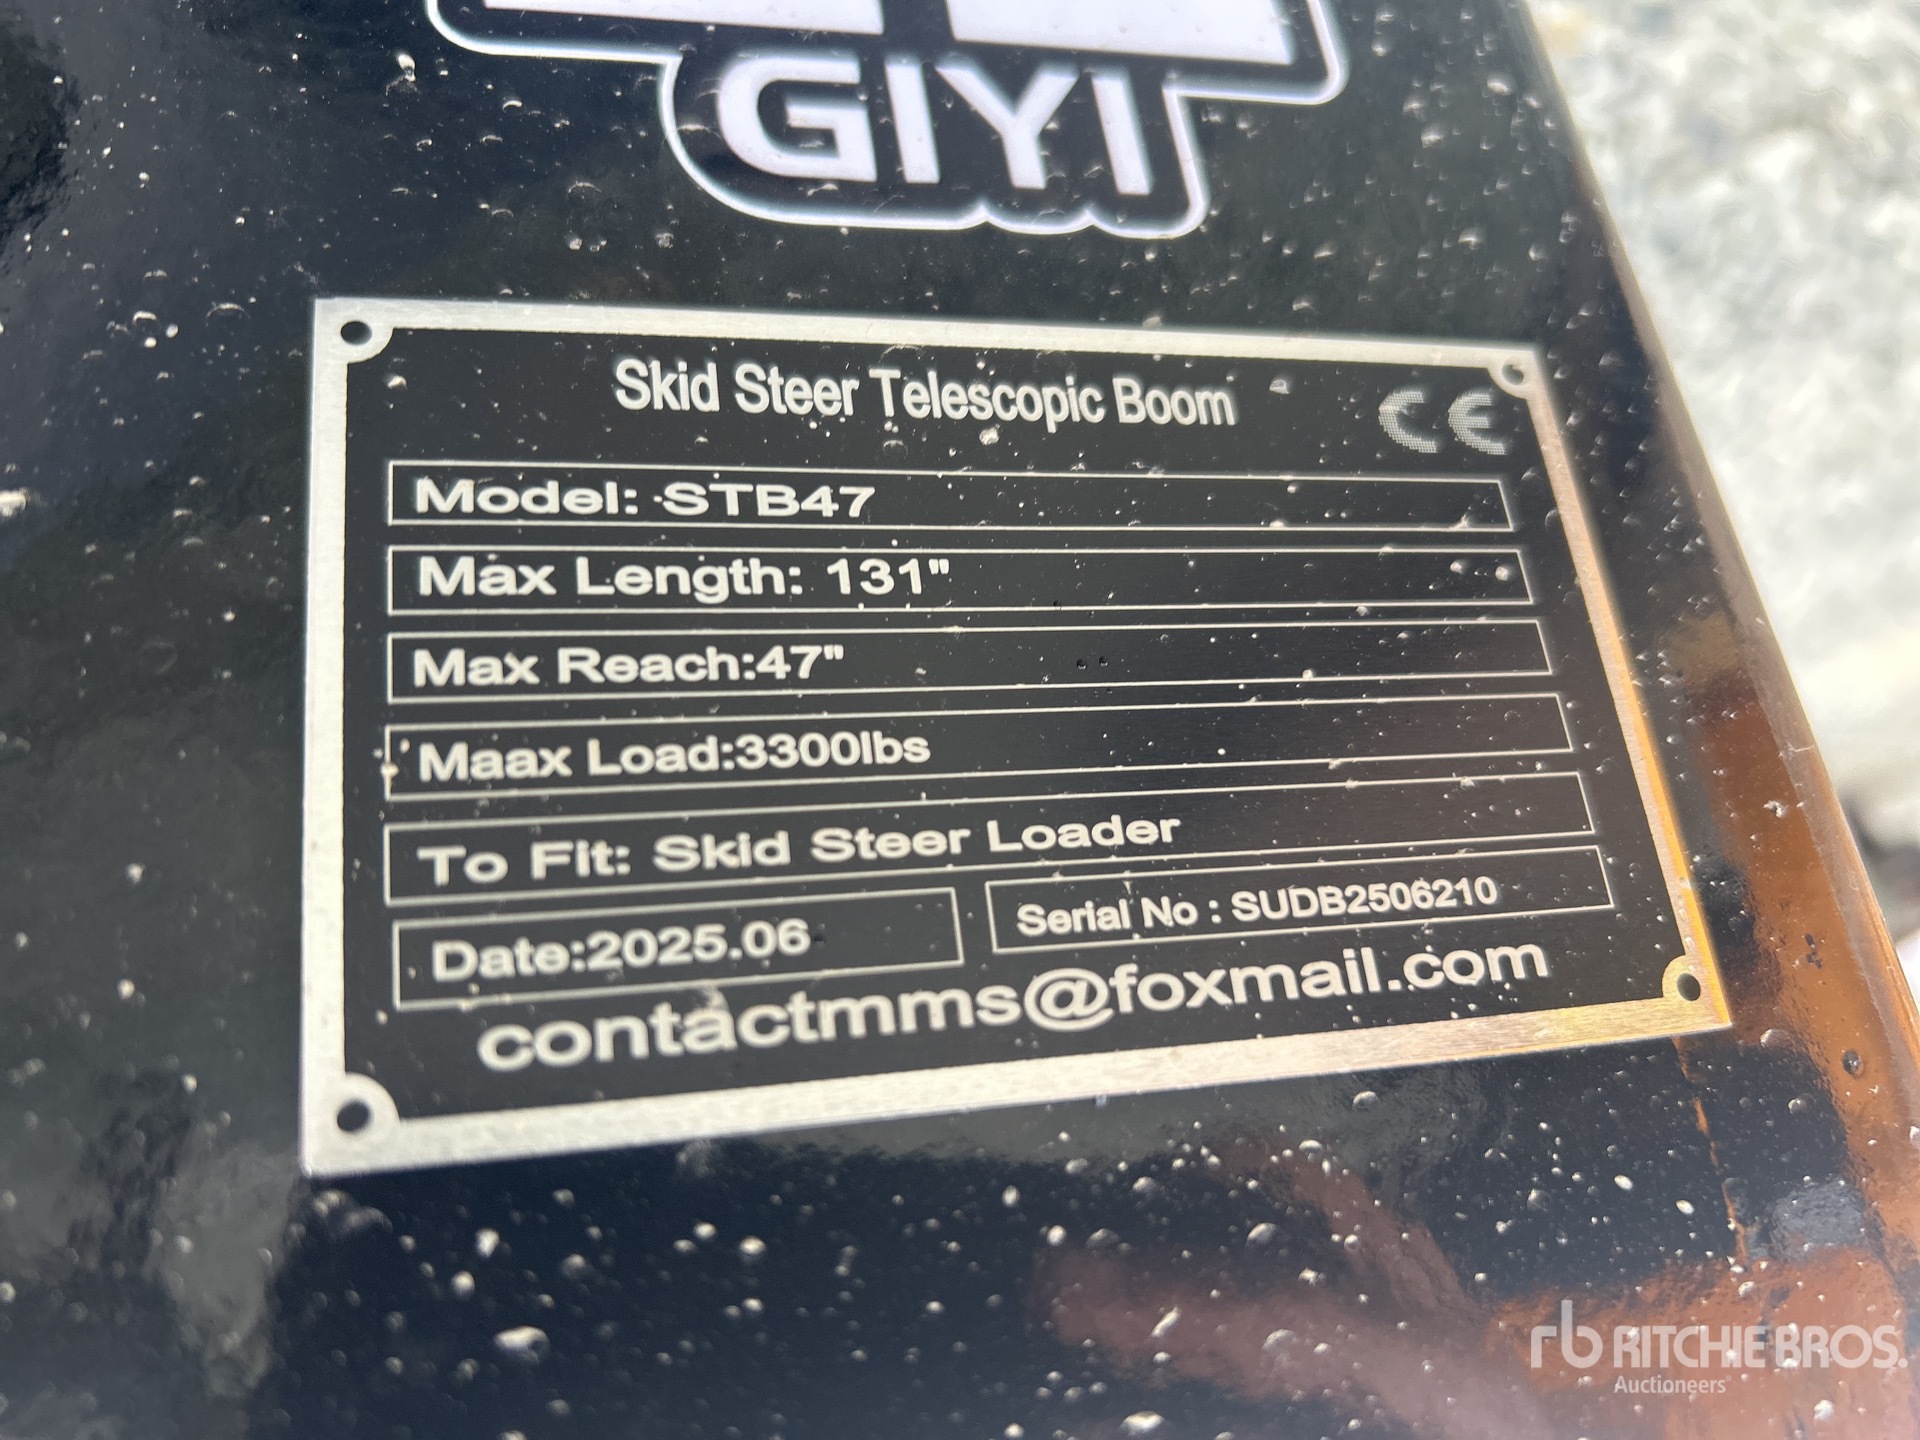 GIYI
Skid Steer Telescopic Boom CE
Model: STB47
Max Length: 131"
Max Reach:47"
Maax Load:3300lbs
To Fit: Skid Steer Loader
Date:2025.06
Serial No : SUDB2506210
contactmms@foxmail.com
rb RITCHIE BROS.
Auctioneers